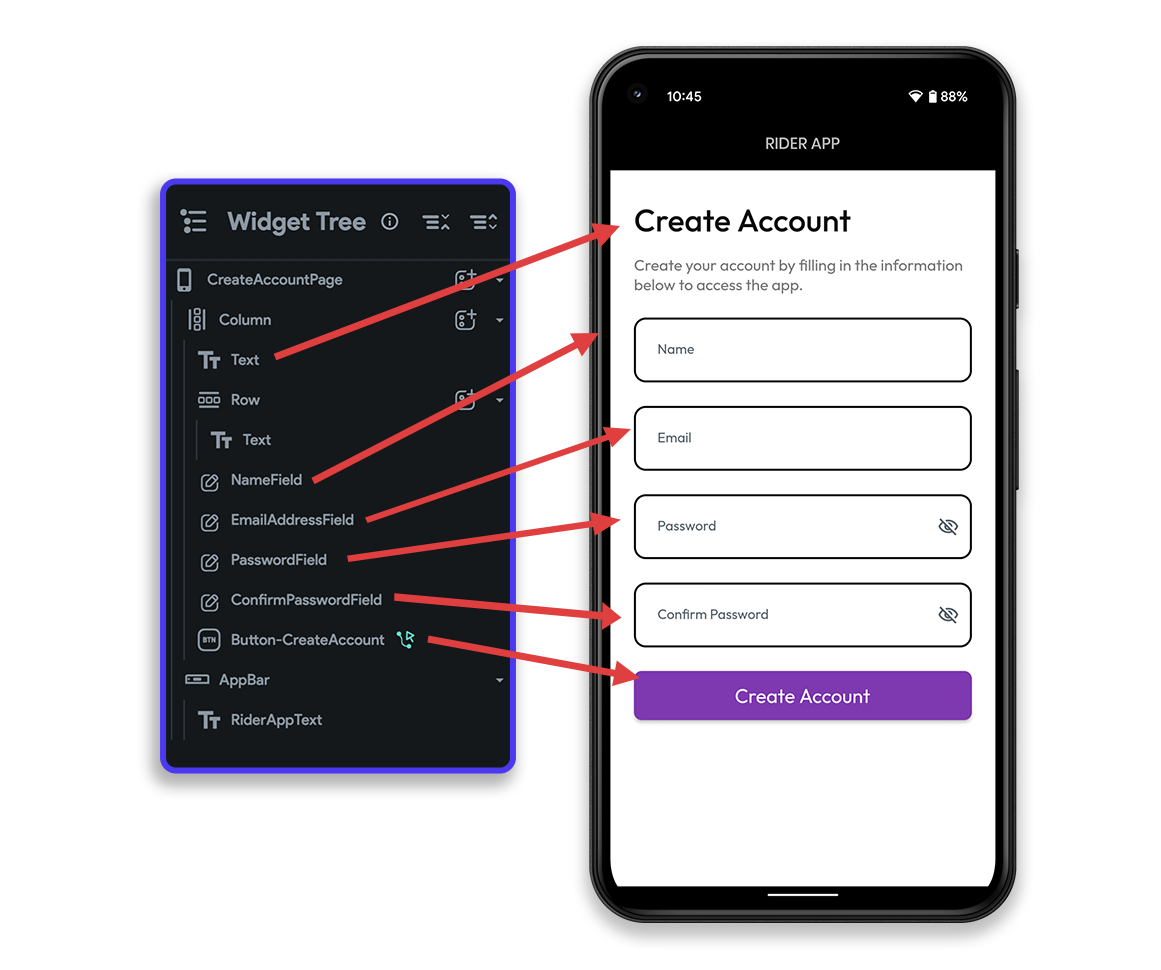 Widget Tree
CreateAccountPage
Column
Text
Row
Text
NameField
EmailAddressField
PasswordField
ConfirmPasswordField
BTN Button-CreateAccount
AppBar
RiderAppText
10:45 88%
RIDER APP
Create Account
Create your account by filling in the information
below to access the app.
Name
Email
Password
Confirm Password
Create Account